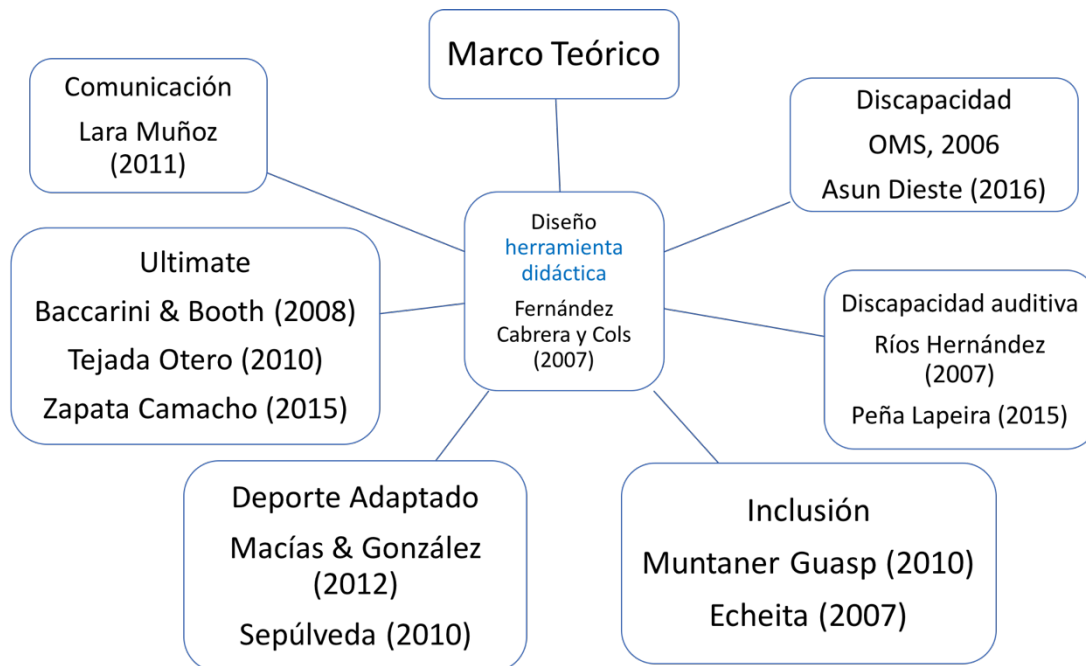 Marco Teórico
Comunicación
Lara Muñoz
(2011)
Discapacidad
OMS, 2006
Asun Dieste (2016)
Diseño
herramienta
didáctica
Fernández
Cabrera y Cols
(2007)
Ultimate
Baccarini & Booth (2008)
Tejada Otero (2010)
Zapata Camacho (2015)
Discapacidad auditiva
Ríos Hernández
(2007)
Peña Lapeira (2015)
Deporte Adaptado
Macías & González
(2012)
Sepúlveda (2010)
Inclusión
Muntaner Guasp (2010)
Echeita (2007)